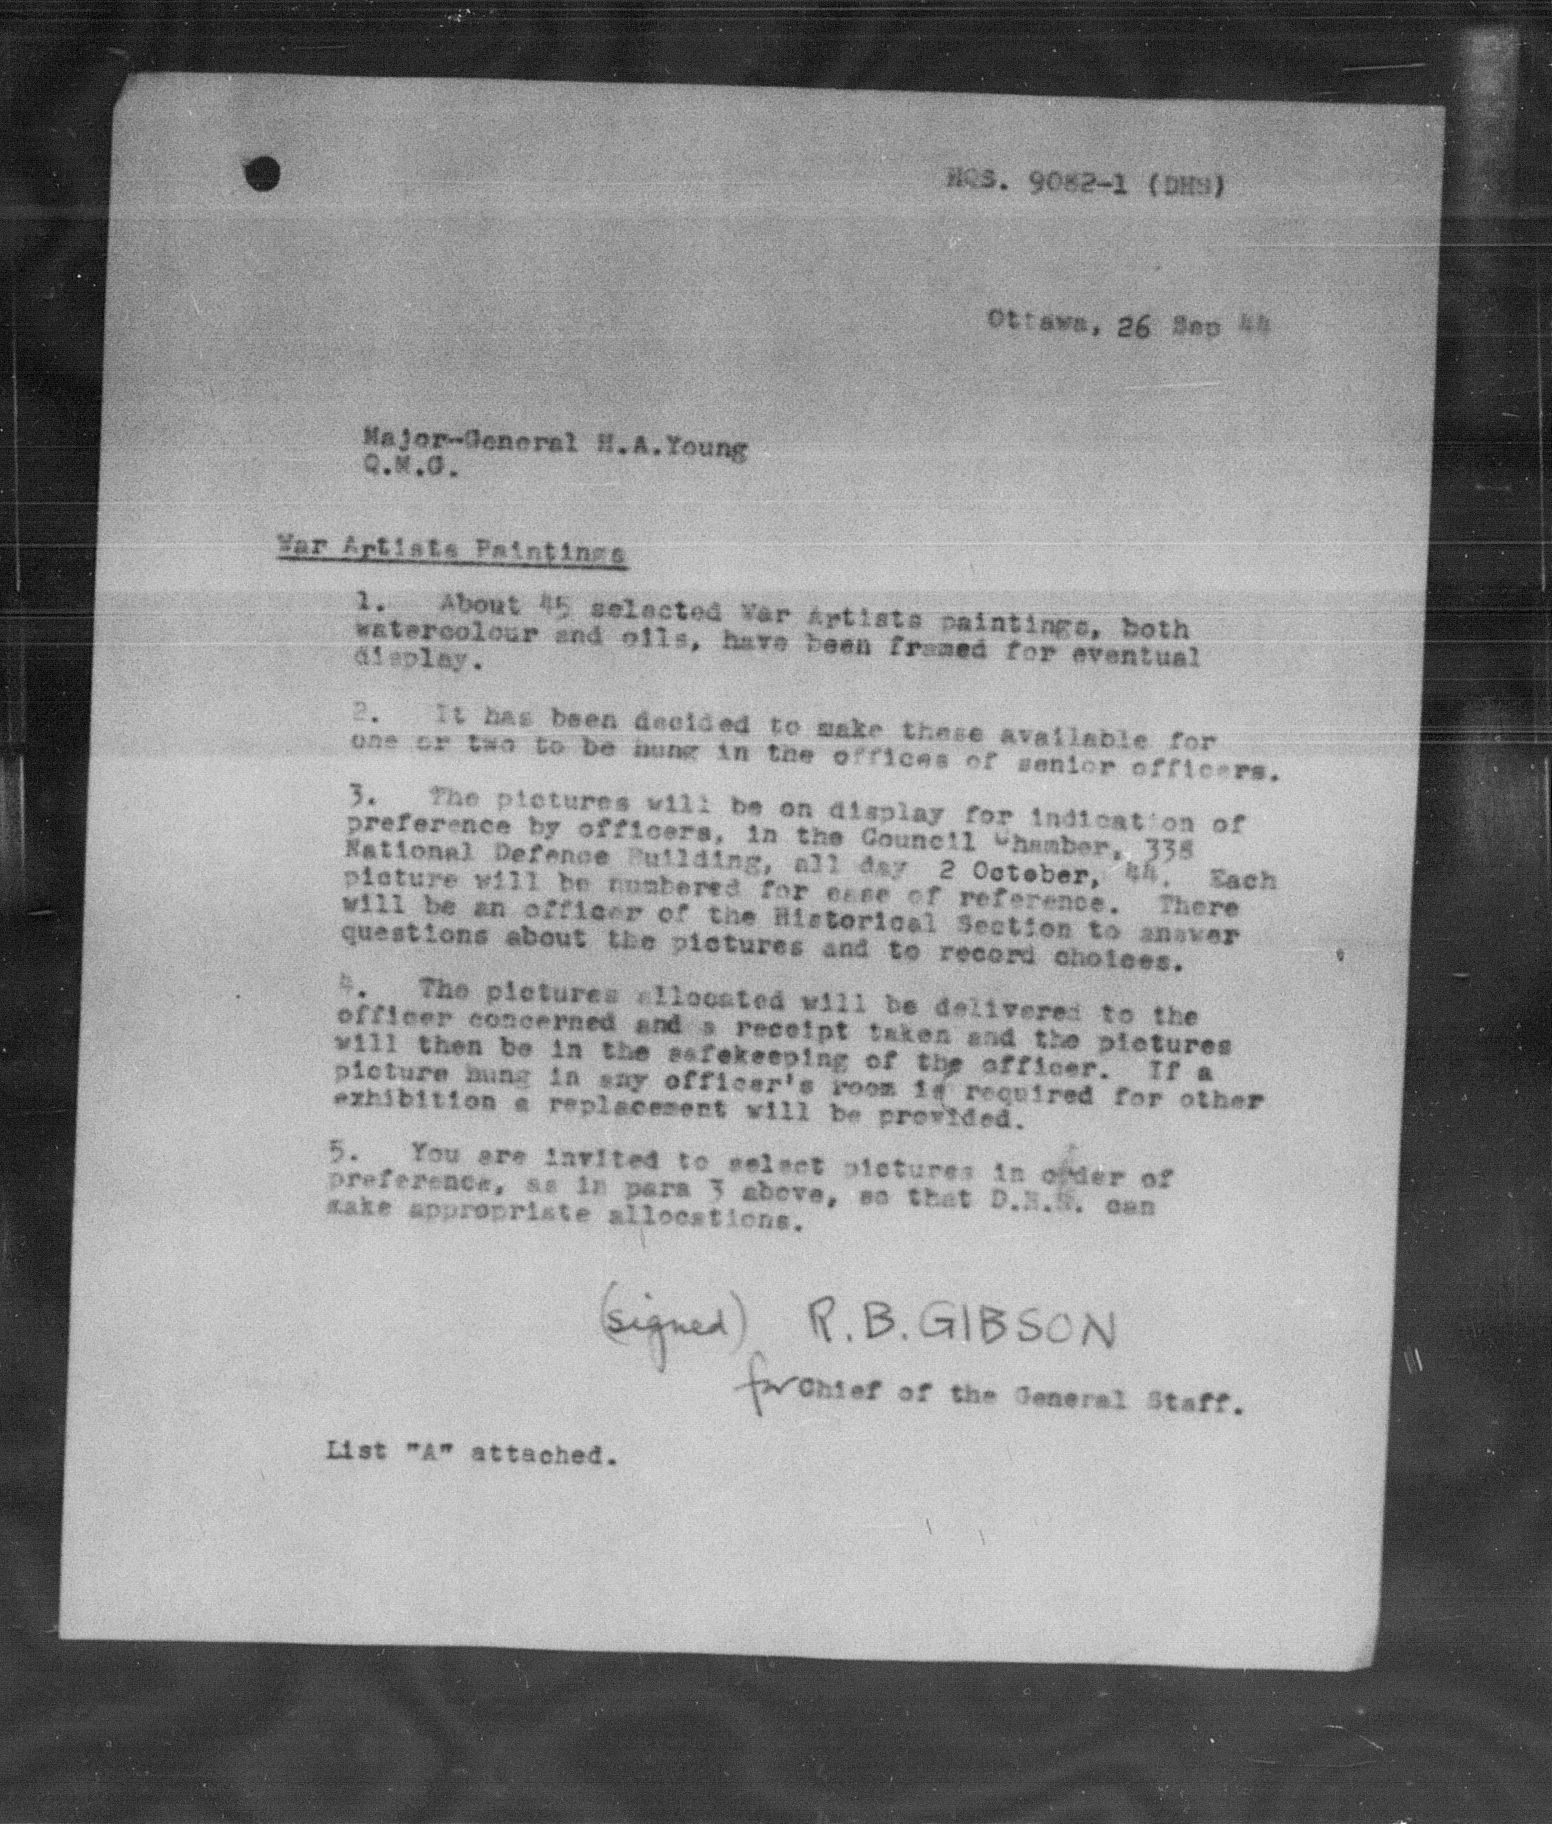 HQS. 9082-1 (DHS)
Ottawa, 26 Sep 44
Major-General H.A.Young
Q.M.G.
War Artists Paintings
1. About 45 selected War Artists paintings, both
watercolour and oils, have been framed for eventual
display.
2. It has been decided to make these available for
one or two to be hung in the offices of senior officers.
3. The pictures will be on display for indication of
preference by officers, in the Council Chamber, 338
National Defence Building, all day 2 October, 44. Each
picture will be numbered for ease of reference. There
will be an officer of the Historical Section to answer
questions about the pictures and to record choices.
4. The pictures allocated will be delivered to the
officer concerned and a receipt taken and the pictures
will then be in the safekeeping of the officer. If a
picture hung in any officer's room is required for other
exhibition a replacement will be provided.
5. You are invited to select pictures in order of
preference, as in para 3 above, so that D.H.S. can
make appropriate allocations.
(signed) R.B. GIBSON
for Chief of the General Staff.
List "A" attached.